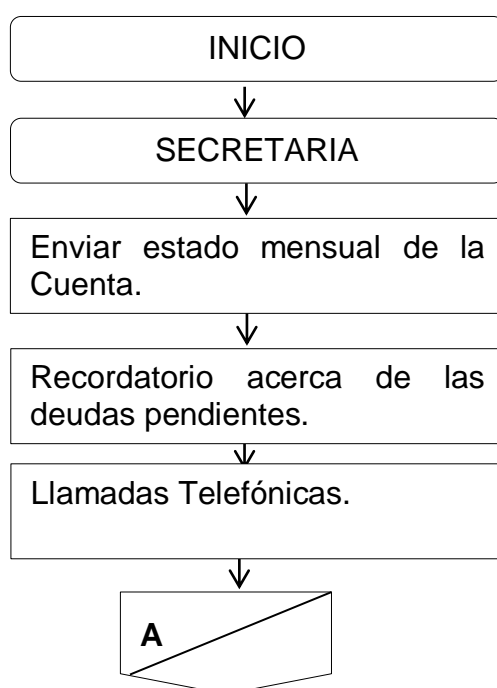 INICIO
SECRETARIA
Enviar estado mensual de la
Cuenta.
Recordatorio acerca de las
deudas pendientes.
Llamadas Telefónicas.
A